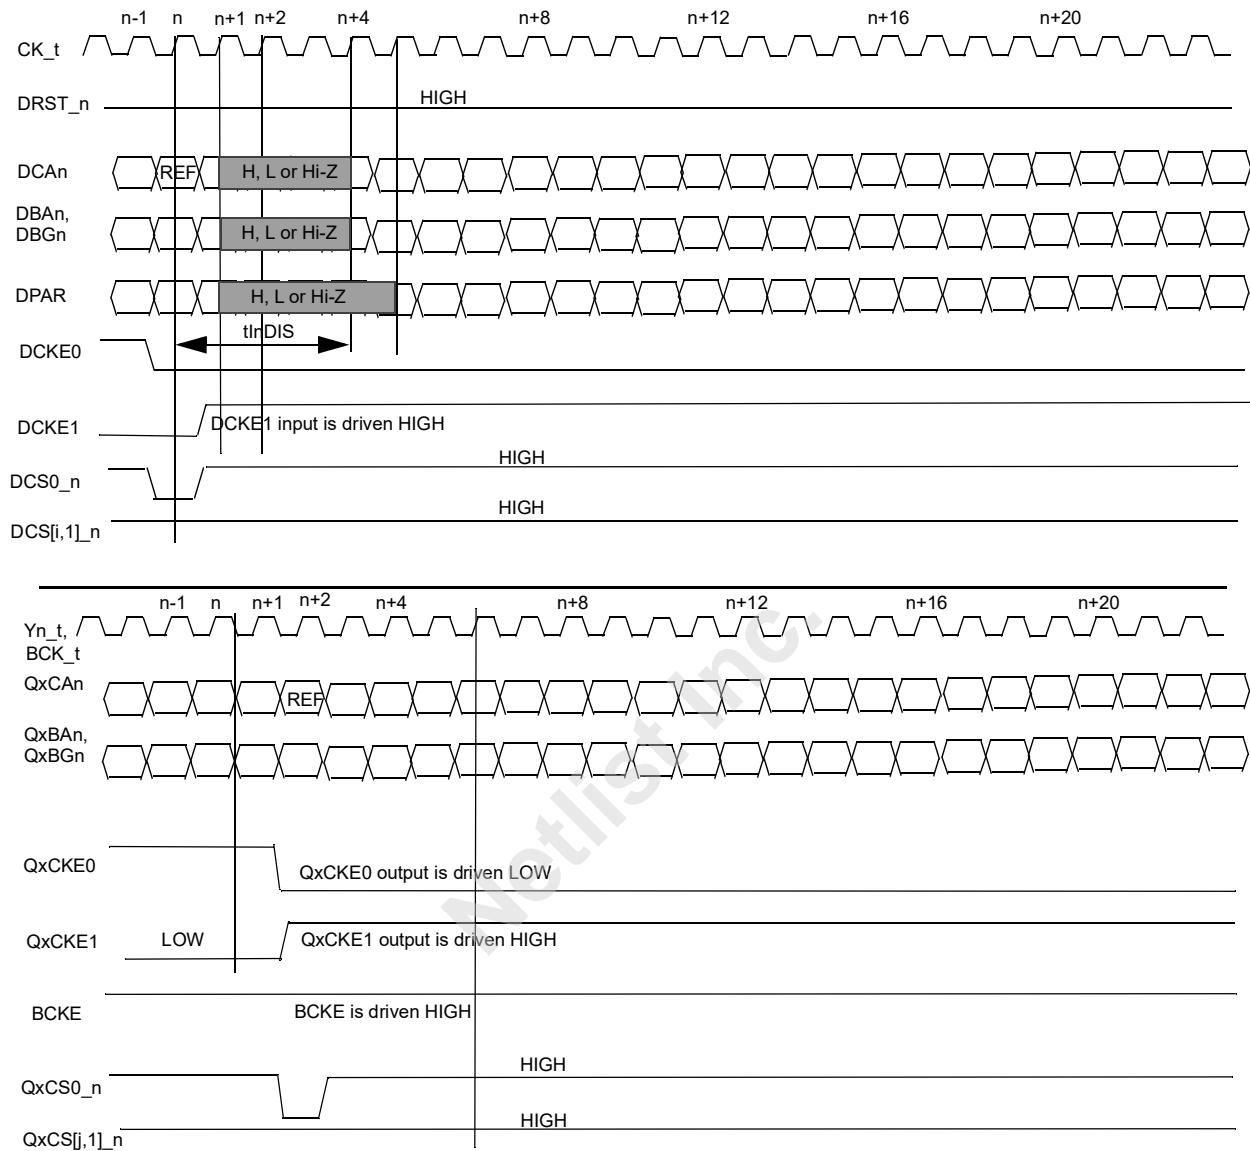 n-1 n n+1 n+2 n+4 n+8 n+12 n+16 n+20
CK_t
DRST_n HIGH
DCAn REF H, L or Hi-Z
DBAn,
DBGn H, L or Hi-Z
DPAR H, L or Hi-Z
tInDIS
DCKE0
DCKE1 DCKE1 input is driven HIGH
DCS0_n HIGH
DCS[i,1]_n HIGH
n-1 n n+1 n+2 n+4 n+8 n+12 n+16 n+20
Yn_t,
BCK_t
QxCAn REF
QxBAn,
QxBGn
QxCKE0 QxCKE0 output is driven LOW
QxCKE1 LOW QxCKE1 output is driven HIGH
BCKE BCKE is driven HIGH
QxCS0_n HIGH
QxCS[j,1]_n HIGH
Netlist Inc.